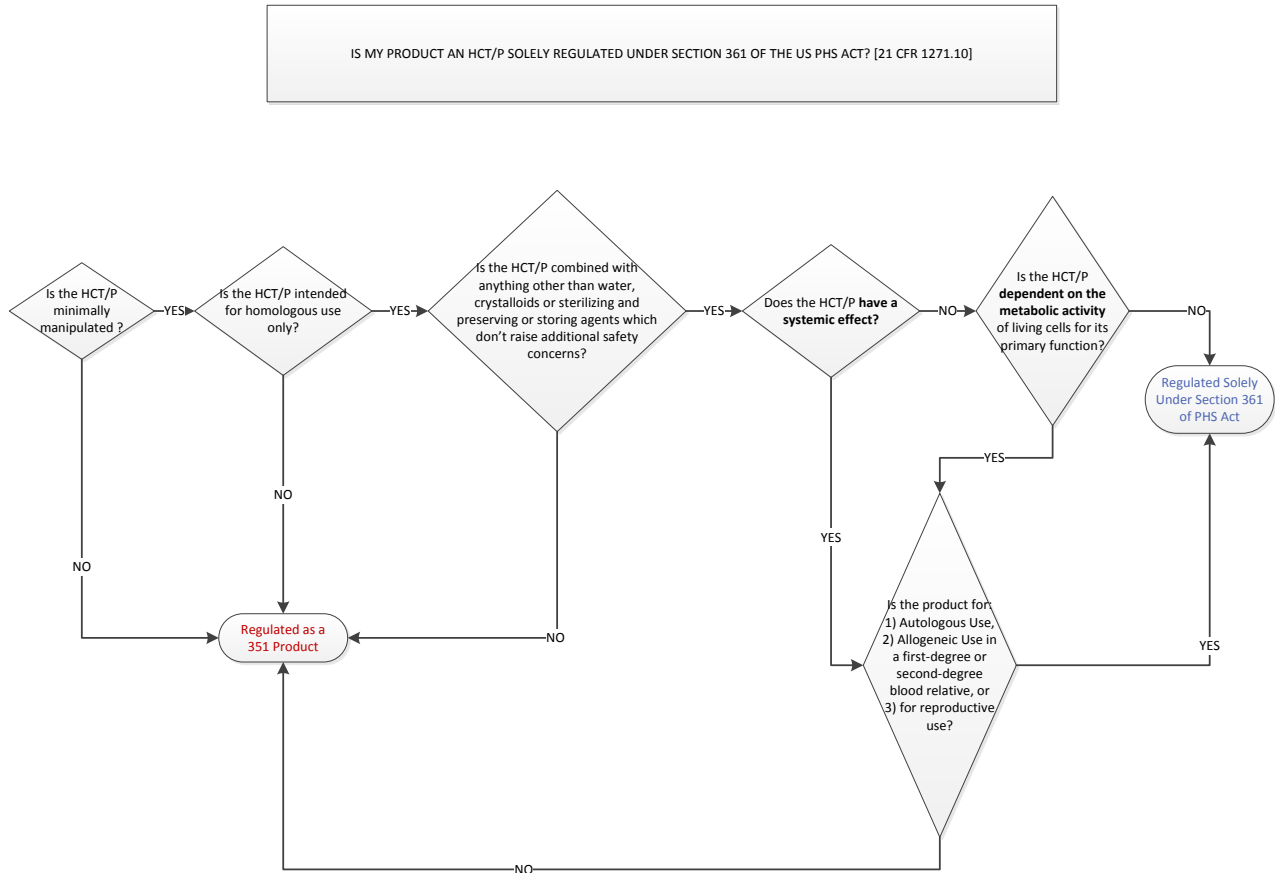 IS MY PRODUCT AN HCT/P SOLELY REGULATED UNDER SECTION 361 OF THE US PHS ACT? [21 CFR 1271.10]
Is the HCT/P
minimally
manipulated ?
YES
Is the HCT/P intended
for homologous use
only?
YES
Is the HCT/P combined with
anything other than water,
crystalloids or sterilizing and
preserving or storing agents which
don't raise additional safety
concerns?
YES
Does the HCT/P have a
systemic effect?
NO
Is the HCT/P
dependent on the
metabolic activity
of living cells for its
primary function?
NO
Regulated Solely
Under Section 361
of PHS Act
YES
NO
YES
NO
Is the product for:
1) Autologous Use,
2) Allogeneic Use in
a first-degree or
second-degree
blood relative, or
3) for reproductive
use?
Regulated as a
351 Product
NO
YES
NO